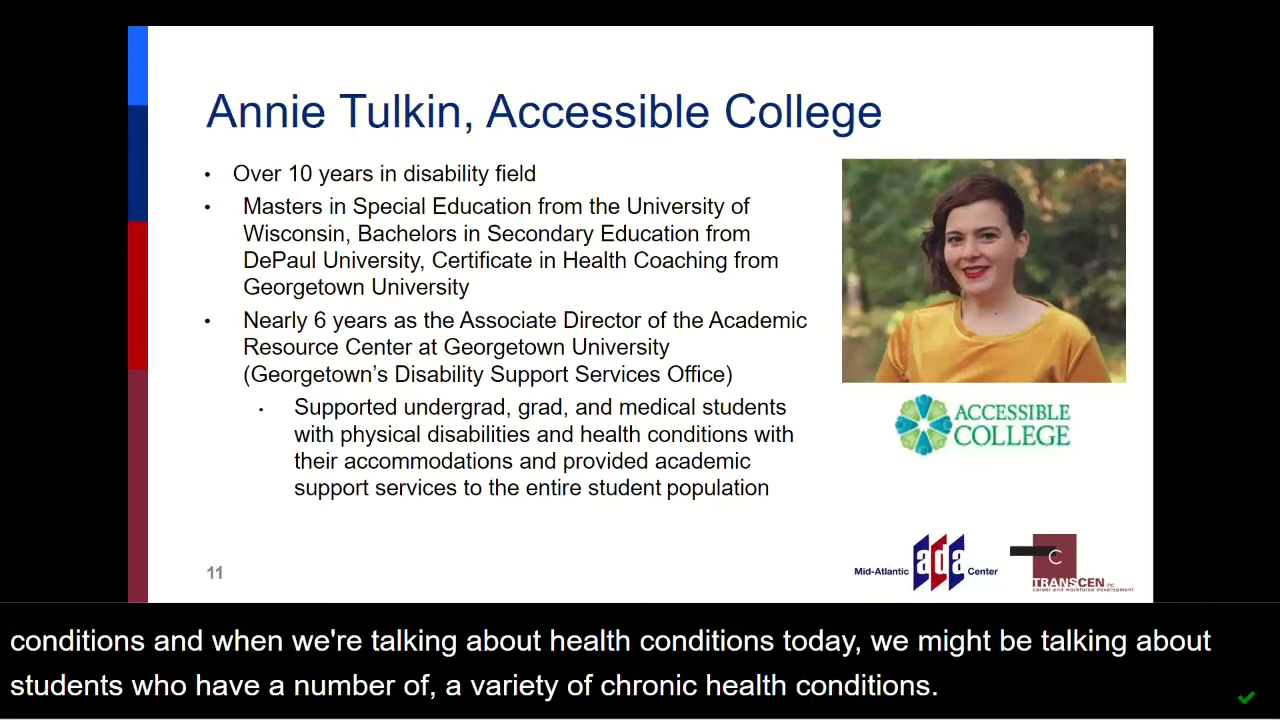 Annie Tulkin, Accessible College
• Over 10 years in disability field
• Masters in Special Education from the University of
Wisconsin, Bachelors in Secondary Education from
DePaul University, Certificate in Health Coaching from
Georgetown University
• Nearly 6 years as the Associate Director of the Academic
Resource Center at Georgetown University
(Georgetown’s Disability Support Services Office)
• Supported undergrad, grad, and medical students
with physical disabilities and health conditions with
their accommodations and provided academic
support services to the entire student population
ACCESSIBLE
COLLEGE
11
Mid-Atlantic ada Center
C
TRANSCEN inc.
career and workforce development
conditions and when we're talking about health conditions today, we might be talking about
students who have a number of, a variety of chronic health conditions.